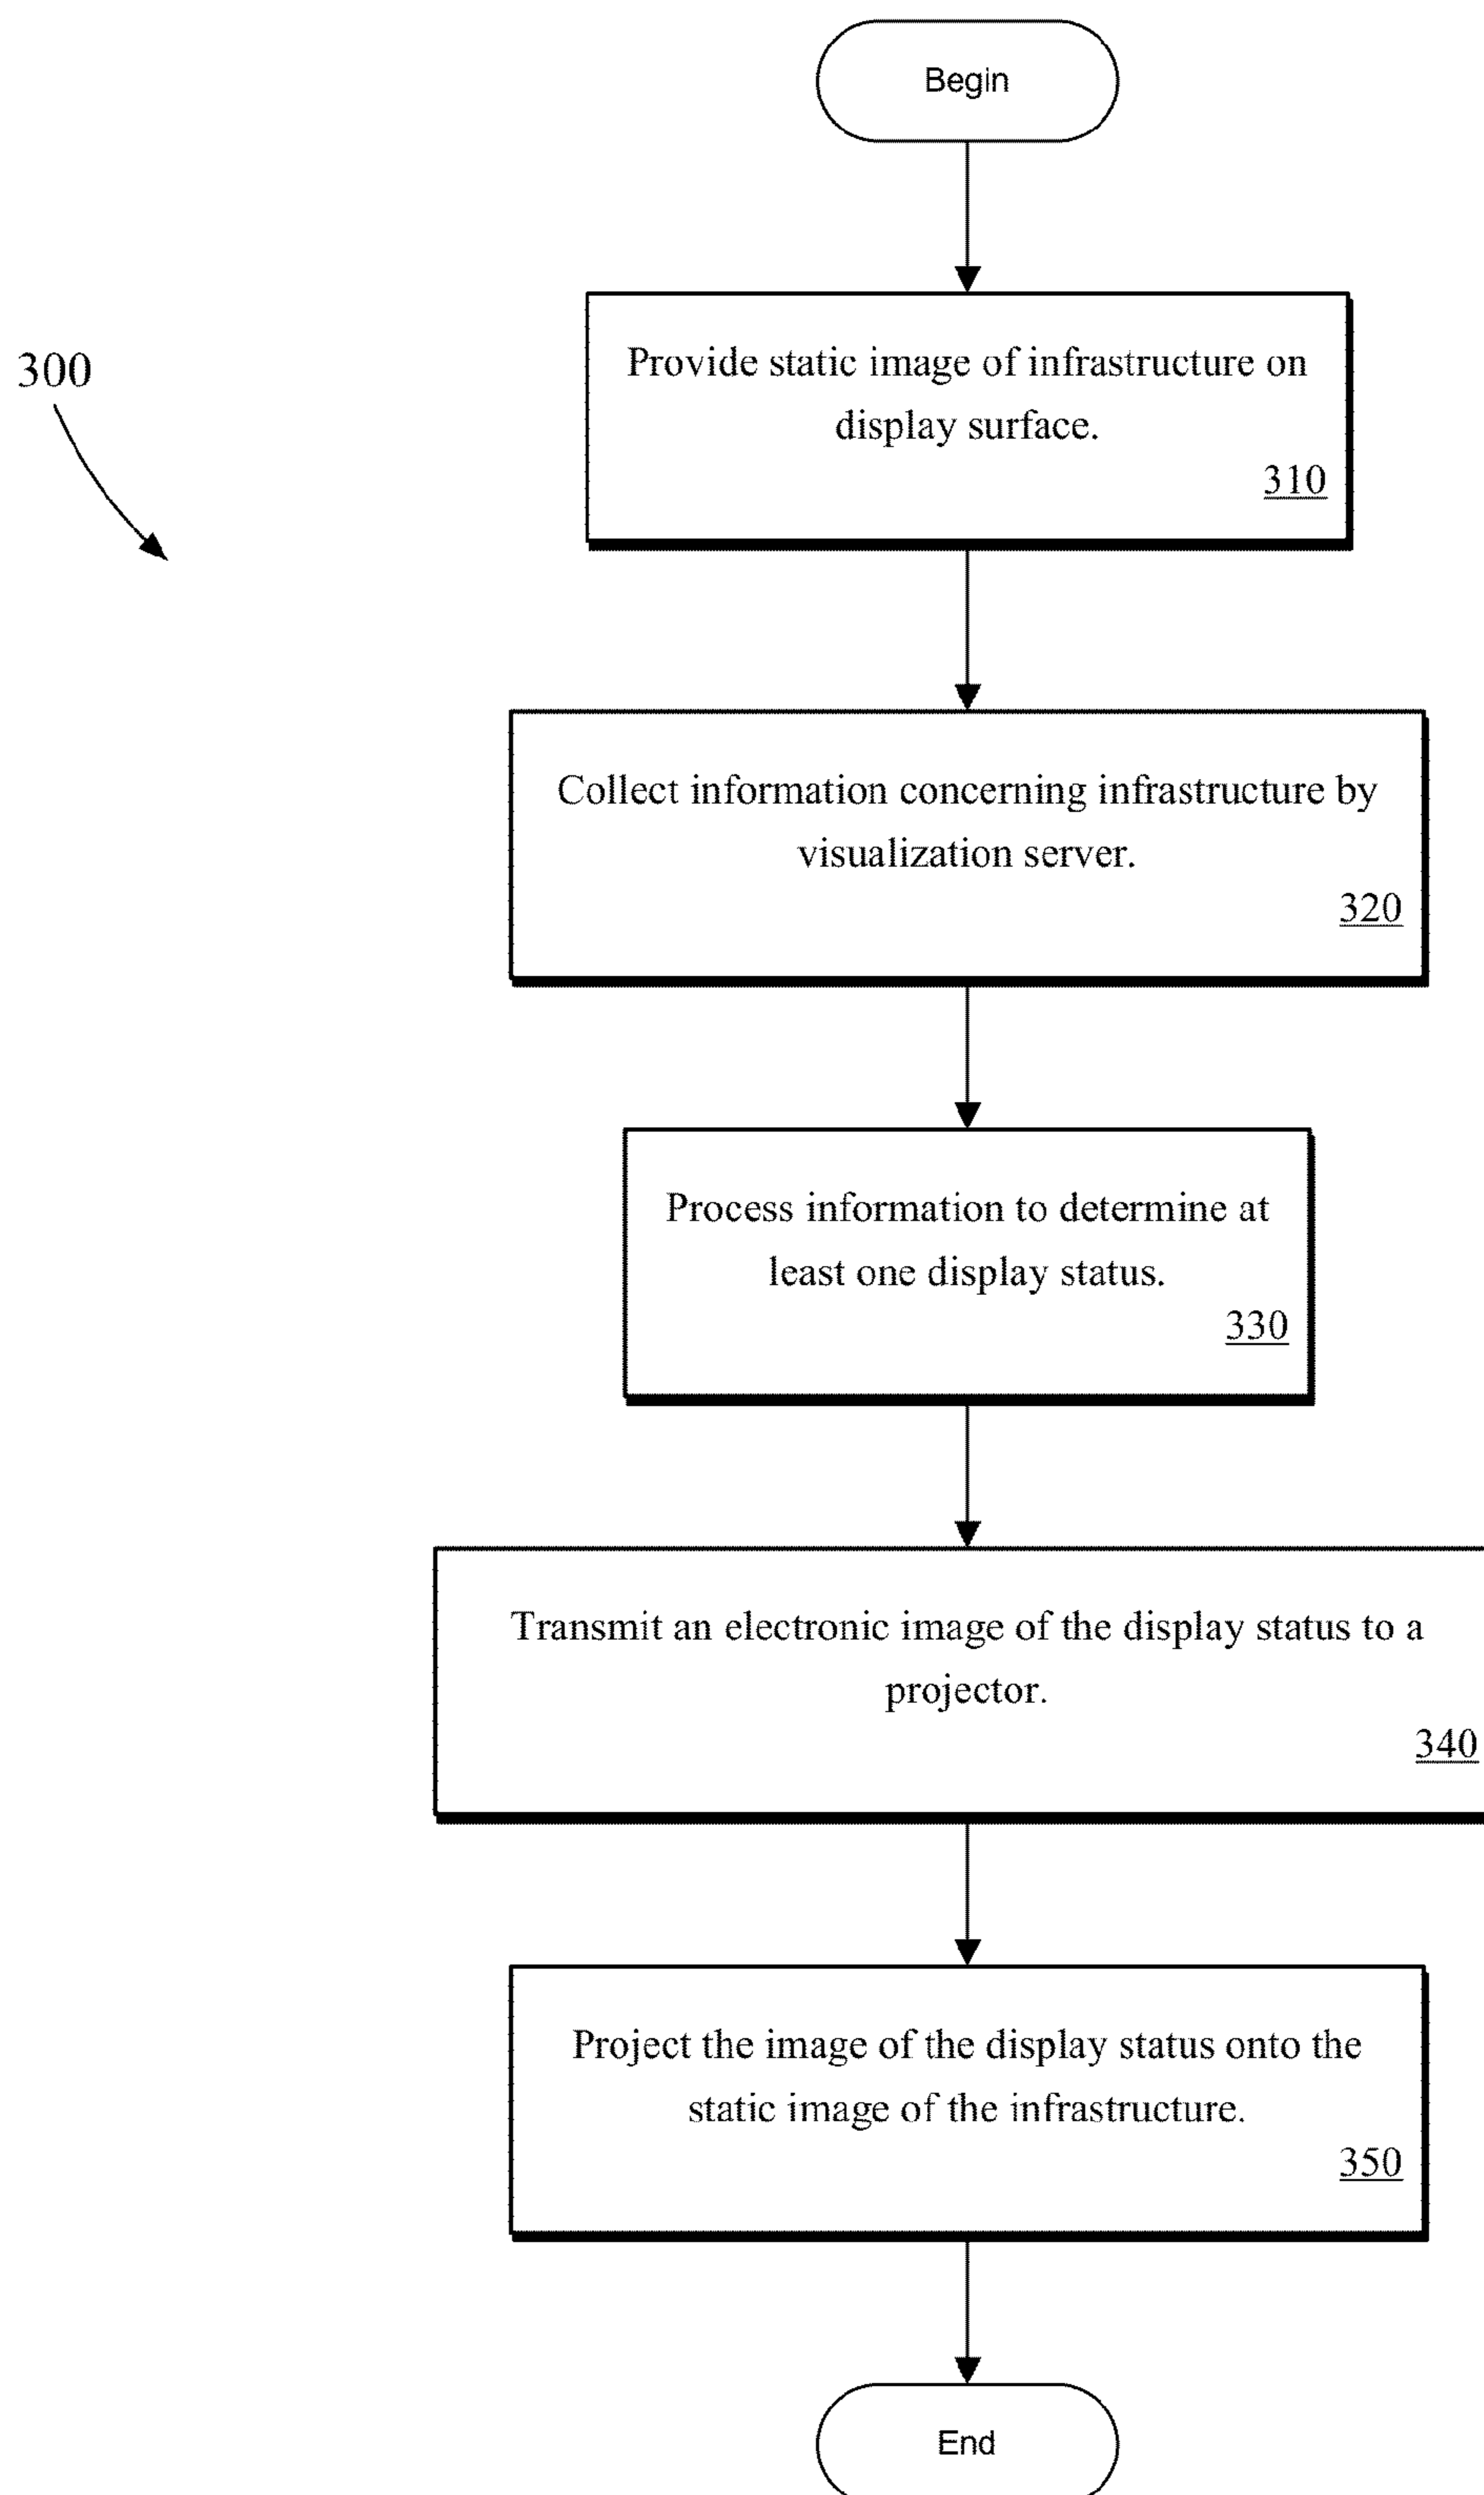 Begin
300
Provide static image of infrastructure on
display surface.
310
Collect information concerning infrastructure by
visualization server.
320
Process information to determine at
least one display status.
330
Transmit an electronic image of the display status to a
projector.
340
Project the image of the display status onto the
static image of the infrastructure.
350
End